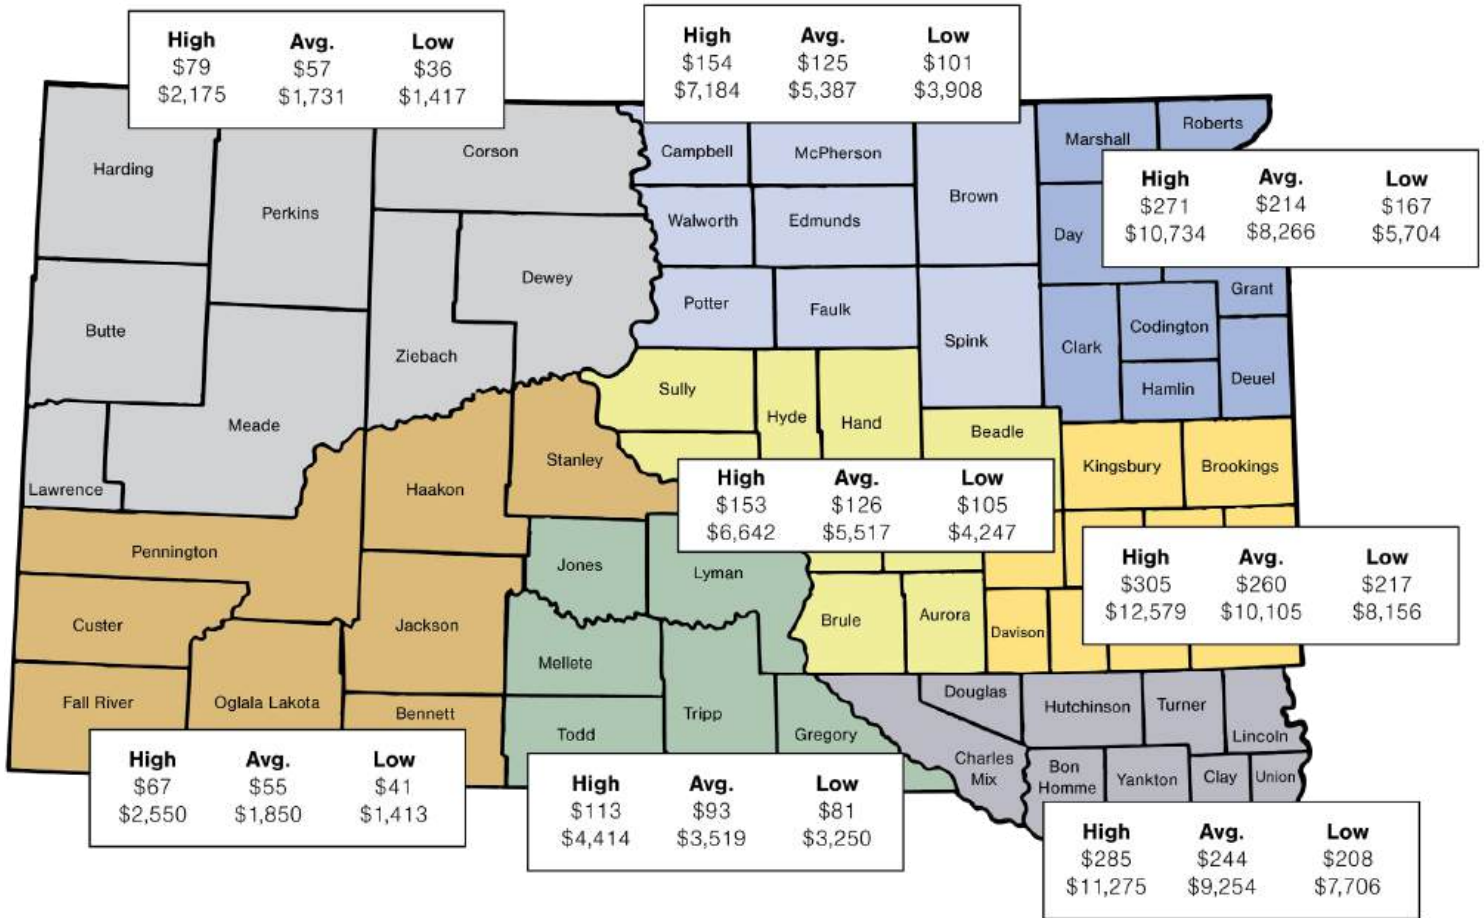 High Avg. Low
$79 $57 $36
$2,175 $1,731 $1,417
High Avg. Low
$154 $125 $101
$7,184 $5,387 $3,908
Harding
Perkins
Corson
Campbell
McPherson
Brown
Marshall
Roberts
High Avg. Low
$271 $214 $167
$10,734 $8,266 $5,704
Walworth
Edmunds
Day
Dewey
Butte
Ziebach
Potter
Faulk
Spink
Clark
Codington
Grant
Hamlin
Deuel
Meade
Lawrence
Sully
Hyde
Hand
Beadle
Kingsbury
Brookings
Haakon
Stanley
High Avg. Low
$153 $126 $105
$6,642 $5,517 $4,247
Pennington
Jones
Lyman
High Avg. Low
$305 $260 $217
$12,579 $10,105 $8,156
Custer
Jackson
Mellete
Brule
Aurora
Davison
Fall River
Oglala Lakota
Bennett
Todd
Tripp
Gregory
Douglas
Hutchinson
Turner
Lincoln
Charles
Mix
Bon
Homme
Yankton
Clay
Union
High Avg. Low
$67 $55 $41
$2,550 $1,850 $1,413
High Avg. Low
$113 $93 $81
$4,414 $3,519 $3,250
High Avg. Low
$285 $244 $208
$11,275 $9,254 $7,706